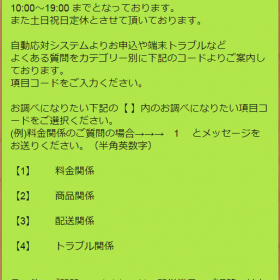 10:00～19:00 までとなっております。
また土日祝日定休とさせて頂いております。
自動応対システムよりお申込や端末トラブルなど
よくある質問をカテゴリー別に下記のコードよりご案内し
ております。
項目コードをご入力ください。
お調べになりたい下記の【 】内のお調べになりたい項目コ
ードをご選択ください。
(例)料金関係のご質問の場合→→→ 1 とメッセージを
お送りください。（半角英数字）
【1】 料金関係
【2】 商品関係
【3】 配送関係
【4】 トラブル関係